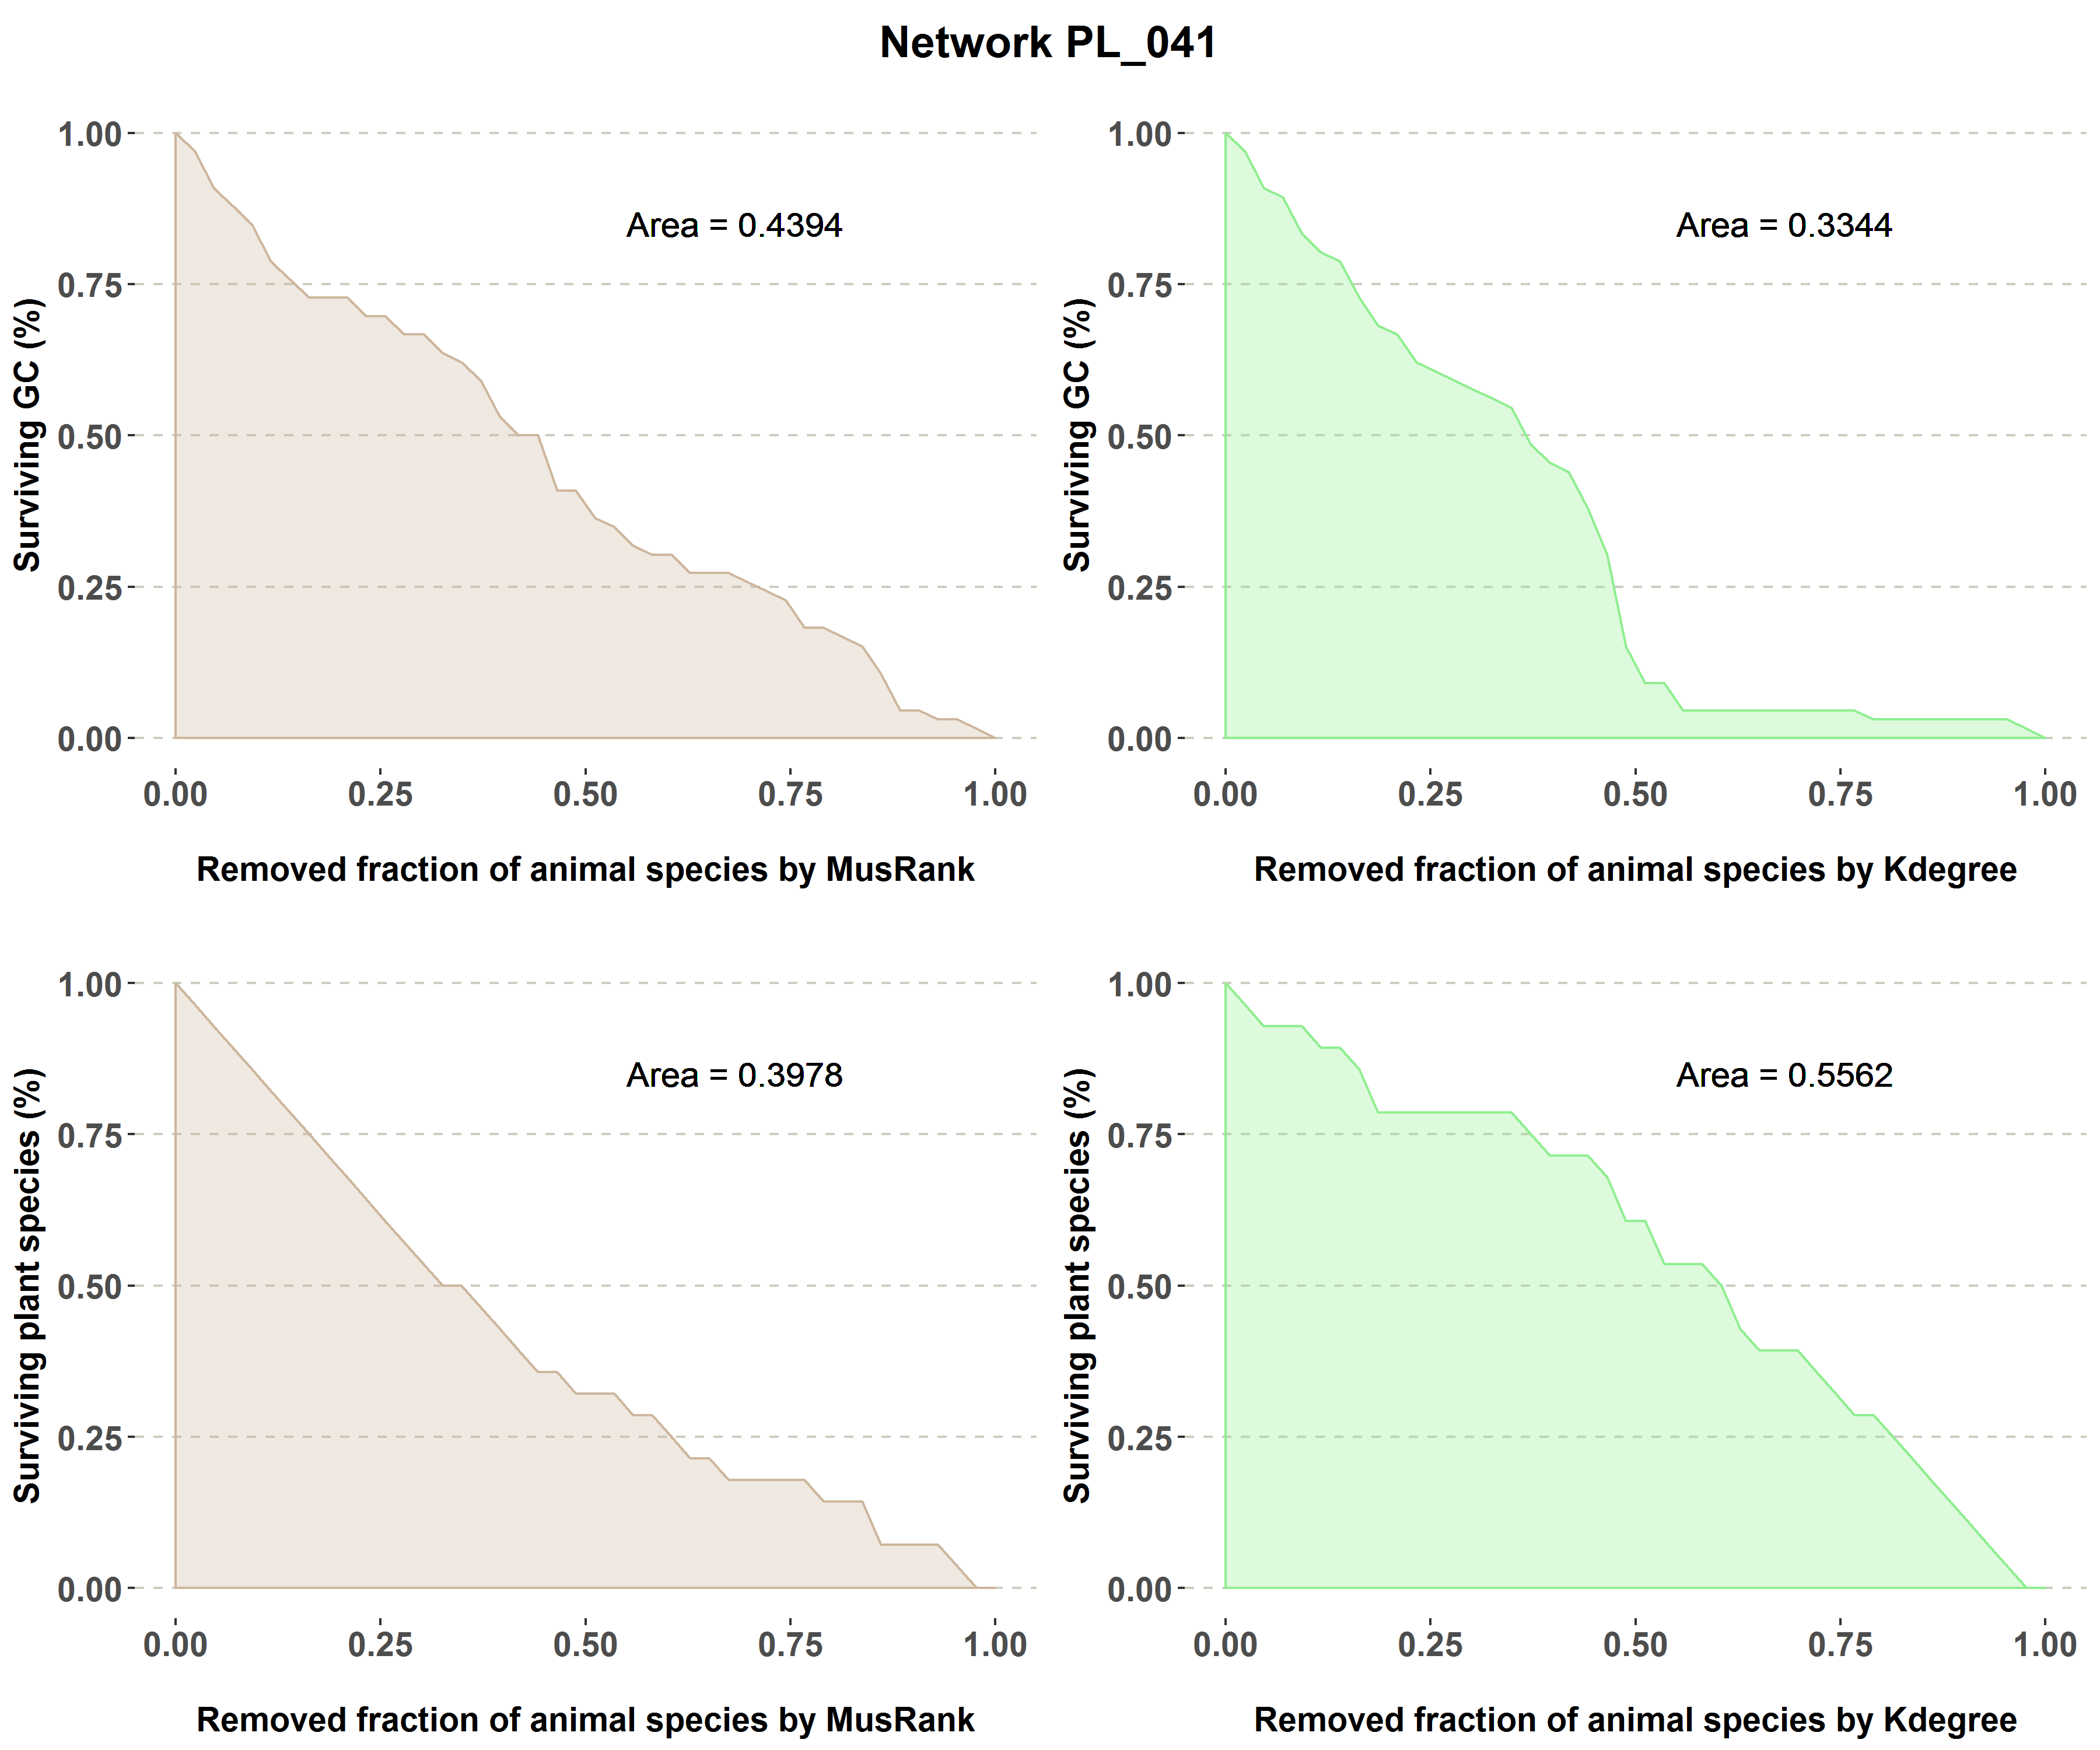 Network PL_041
Surviving GC (%)
1.00
0.75
0.50
0.25
0.00
Area = 0.4394
0.00 0.25 0.50 0.75 1.00
Removed fraction of animal species by MusRank
Surviving GC (%)
1.00
0.75
0.50
0.25
0.00
Area = 0.3344
0.00 0.25 0.50 0.75 1.00
Removed fraction of animal species by Kdegree
Surviving plant species (%)
1.00
0.75
0.50
0.25
0.00
Area = 0.3978
0.00 0.25 0.50 0.75 1.00
Removed fraction of animal species by MusRank
Surviving plant species (%)
1.00
0.75
0.50
0.25
0.00
Area = 0.5562
0.00 0.25 0.50 0.75 1.00
Removed fraction of animal species by Kdegree